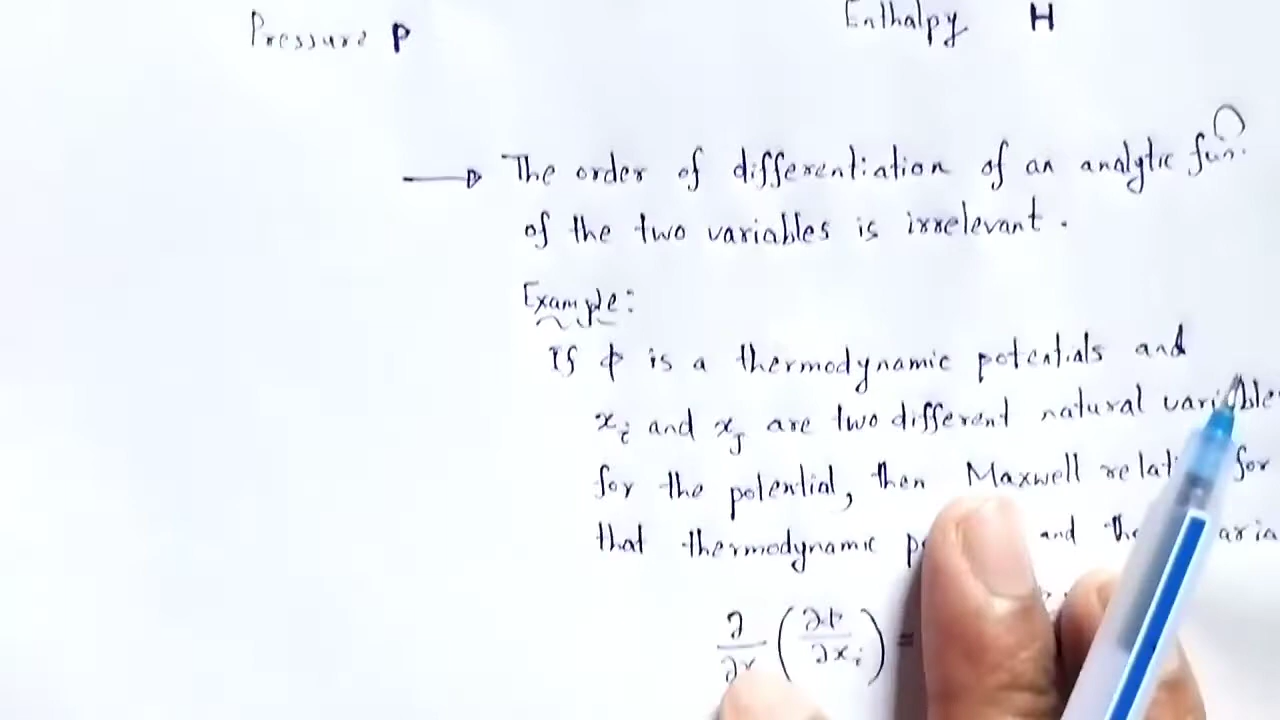 Pressure P
Enthalpy H
The order of differentiation of an analytic fun.
of the two variables is irrelevant.
Example:
If ϕ is a thermodynamic potentials and
xᵢ and xⱼ are two different natural variable
for the potential, then Maxwell for
that thermodynamic and
∂/∂x (∂ϕ/∂xᵢ) =